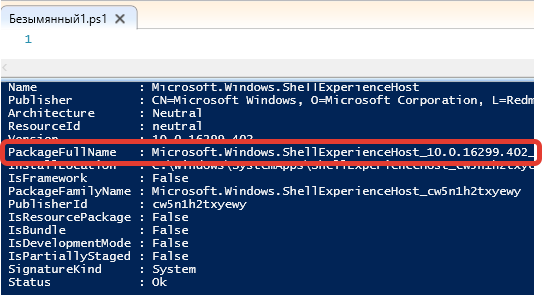 Безымянный1.ps1 ✕
1
Name : Microsoft.Windows.ShellExperienceHost
Publisher : CN=Microsoft Windows, O=Microsoft Corporation, L=Redm
Architecture : Neutral
ResourceId : neutral
Version : 10.0.16299.402
PackageFullName : Microsoft.Windows.ShellExperienceHost_10.0.16299.402_
InstallLocation : C:\Windows\SystemApps\ShellExperienceHost_cw5n1h2txye
IsFramework : False
PackageFamilyName : Microsoft.Windows.ShellExperienceHost_cw5n1h2txyewy
PublisherId : cw5n1h2txyewy
IsResourcePackage : False
IsBundle : False
IsDevelopmentMode : False
IsPartiallyStaged : False
SignatureKind : System
Status : Ok